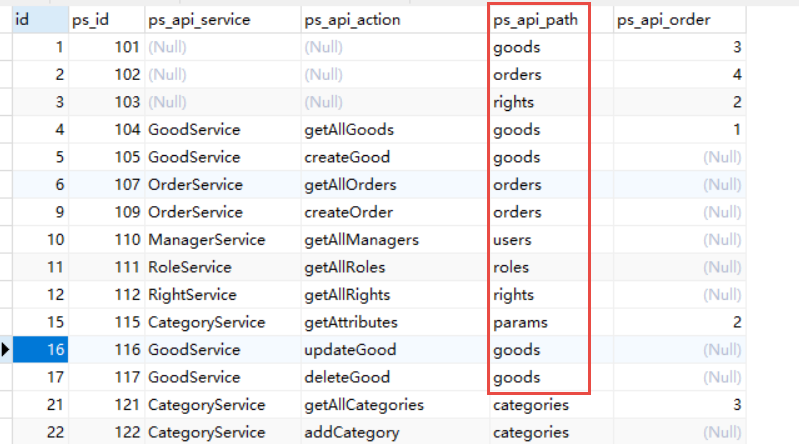 id ps_id ps_api_service ps_api_action ps_api_path ps_api_order
1 101 (Null) (Null) goods 3
2 102 (Null) (Null) orders 4
3 103 (Null) (Null) rights 2
4 104 GoodService getAllGoods goods 1
5 105 GoodService createGood goods (Null)
6 107 OrderService getAllOrders orders (Null)
9 109 OrderService createOrder orders (Null)
10 110 ManagerService getAllManagers users (Null)
11 111 RoleService getAllRoles roles (Null)
12 112 RightService getAllRights rights (Null)
15 115 CategoryService getAttributes params 2
16 116 GoodService updateGood goods (Null)
17 117 GoodService deleteGood goods (Null)
21 121 CategoryService getAllCategories categories 3
22 122 CategoryService addCategory categories (Null)